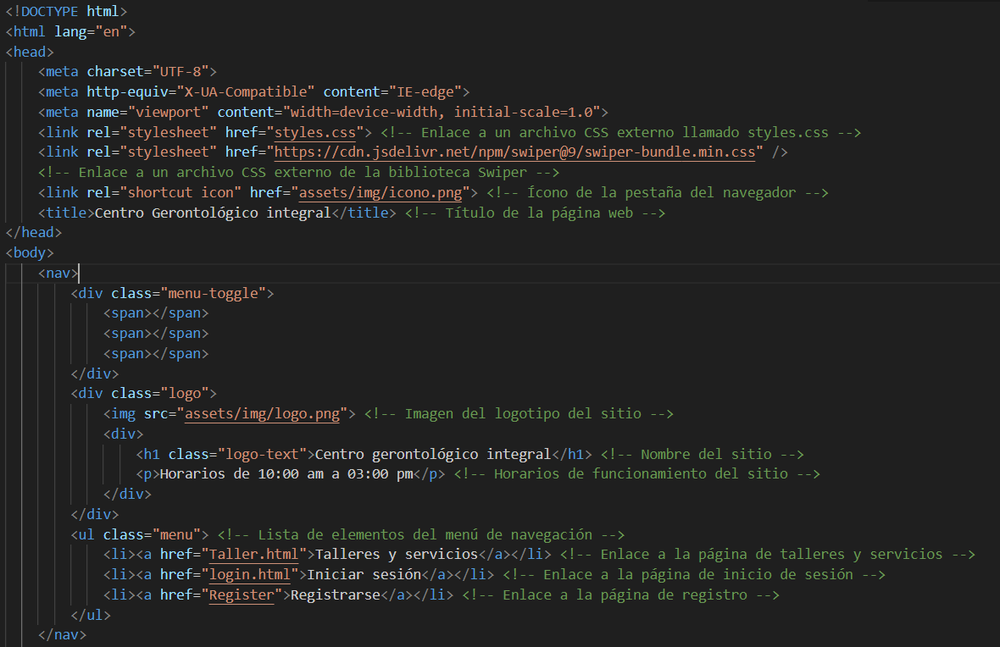 <!DOCTYPE html>
<html lang="en">
<head>
    <meta charset="UTF-8">
    <meta http-equiv="X-UA-Compatible" content="IE-edge">
    <meta name="viewport" content="width=device-width, initial-scale=1.0">
    <link rel="stylesheet" href="styles.css"> <!-- Enlace a un archivo CSS externo llamado styles.css -->
    <link rel="stylesheet" href="https://cdn.jsdelivr.net/npm/swiper@9/swiper-bundle.min.css" />
    <!-- Enlace a un archivo CSS externo de la biblioteca Swiper -->
    <link rel="shortcut icon" href="assets/img/icono.png"> <!-- Ícono de la pestaña del navegador -->
    <title>Centro Gerontológico integral</title> <!-- Título de la página web -->
</head>
<body>
    <nav>
        <div class="menu-toggle">
            <span></span>
            <span></span>
            <span></span>
        </div>
        <div class="logo">
            <img src="assets/img/logo.png"> <!-- Imagen del logotipo del sitio -->
            <div>
                <h1 class="logo-text">Centro gerontológico integral</h1> <!-- Nombre del sitio -->
                <p>Horarios de 10:00 am a 03:00 pm</p> <!-- Horarios de funcionamiento del sitio -->
            </div>
        </div>
        <ul class="menu"> <!-- Lista de elementos del menú de navegación -->
            <li><a href="Taller.html">Talleres y servicios</a></li> <!-- Enlace a la página de talleres y servicios -->
            <li><a href="login.html">Iniciar sesión</a></li> <!-- Enlace a la página de inicio de sesión -->
            <li><a href="Register">Registrarse</a></li> <!-- Enlace a la página de registro -->
        </ul>
    </nav>